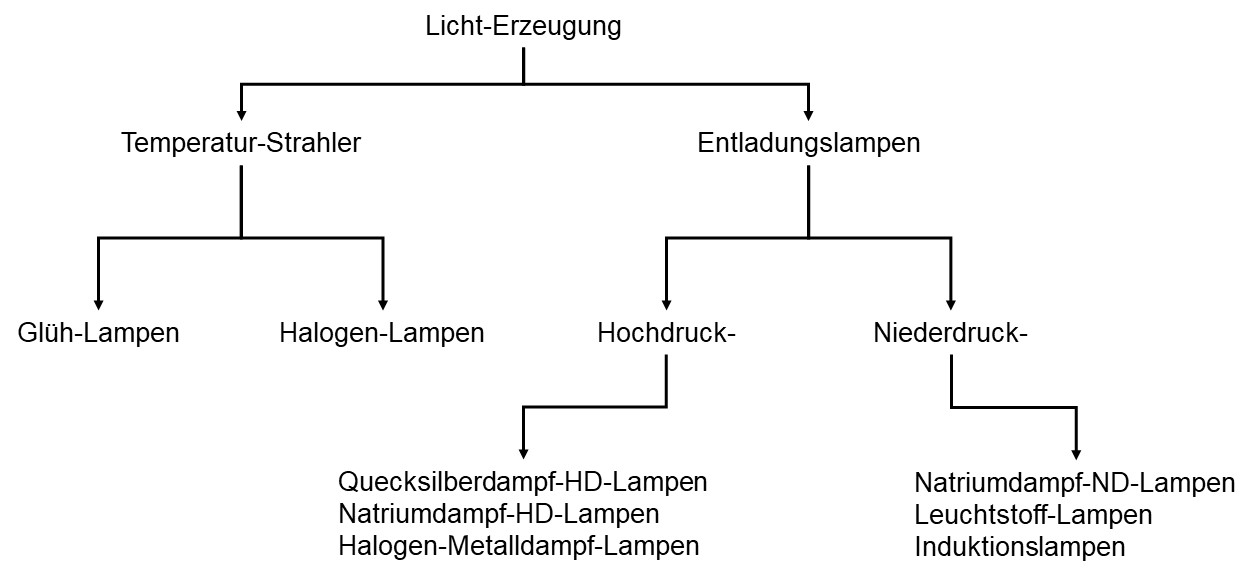 Licht-Erzeugung
Temperatur-Strahler
Entladungslampen
Glüh-Lampen
Halogen-Lampen
Hochdruck-
Niederdruck-
Quecksilberdampf-HD-Lampen
Natriumdampf-HD-Lampen
Halogen-Metalldampf-Lampen
Natriumdampf-ND-Lampen
Leuchtstoff-Lampen
Induktionslampen